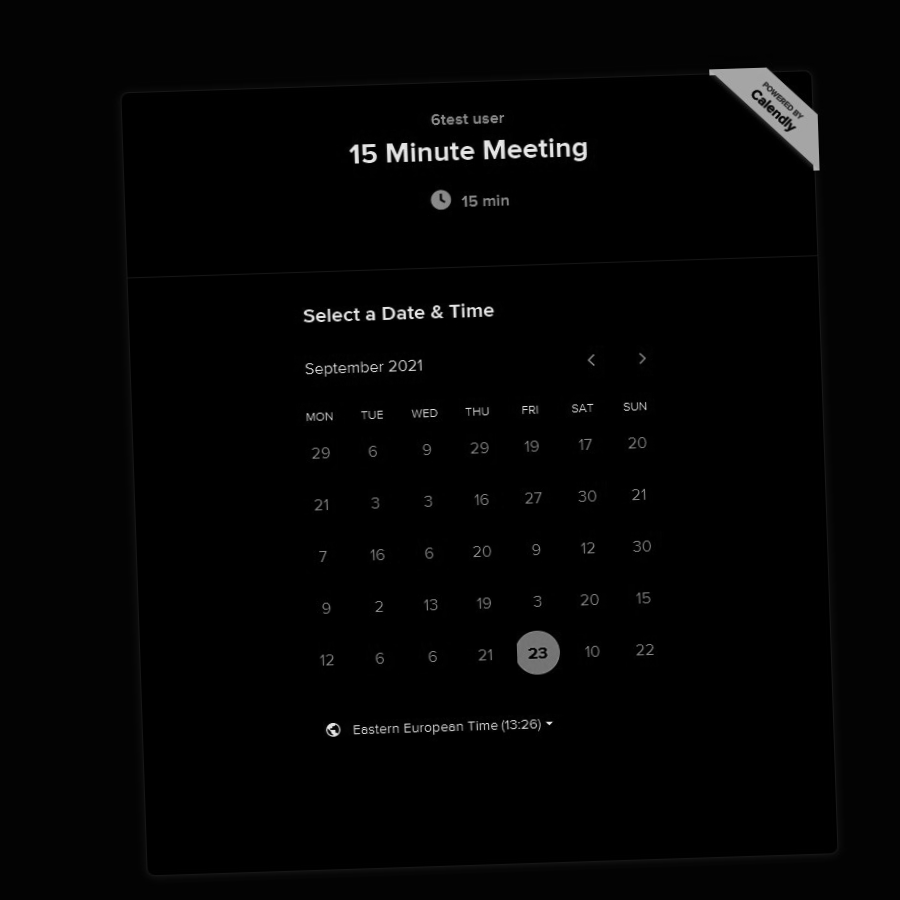 POWERED BY
Calendly
6test user
15 Minute Meeting
15 min
Select a Date & Time
September 2021
MON TUE WED THU FRI SAT SUN
29 6 9 29 19 17 20
21 3 3 16 27 30 21
7 16 6 20 9 12 30
9 2 13 19 3 20 15
12 6 6 21 23 10 22
Eastern European Time (13:26)